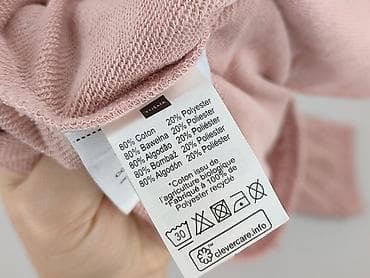 80% Cotton 20% Polyester
80% Bawełna 20% Poliester
80% Algodão 20% Poliéster
80% Bombaž 20% Poliester
80% Algodón 20% Poliéster
*Coton issu de
l'agriculture biologique
*Fabriqué à 100% de
Polyester recyclé
30
clevercare.info